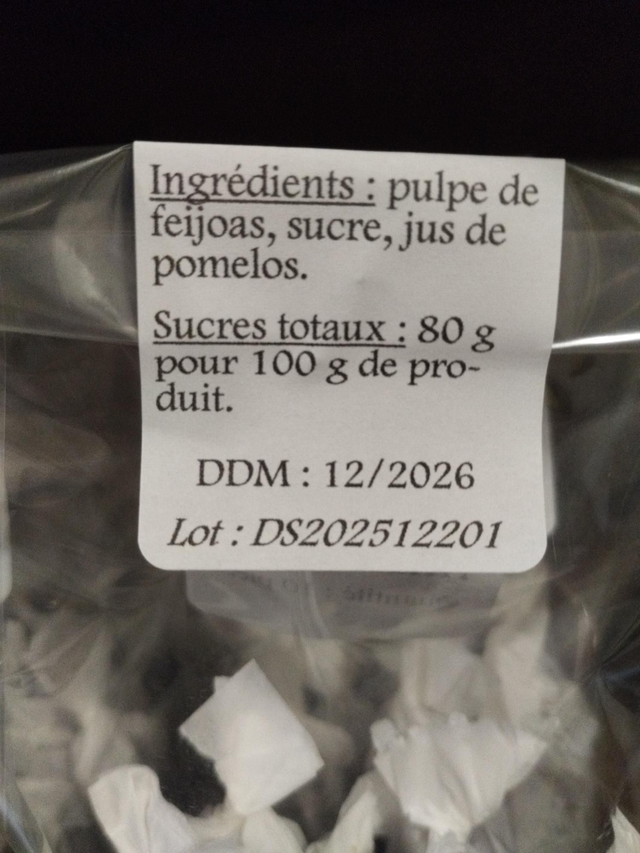 Ingrédients : pulpe de
feijoas, sucre, jus de
pomelos.
Sucres totaux : 80 g
pour 100 g de pro-
duit.
DDM : 12/2026
Lot : DS202512201